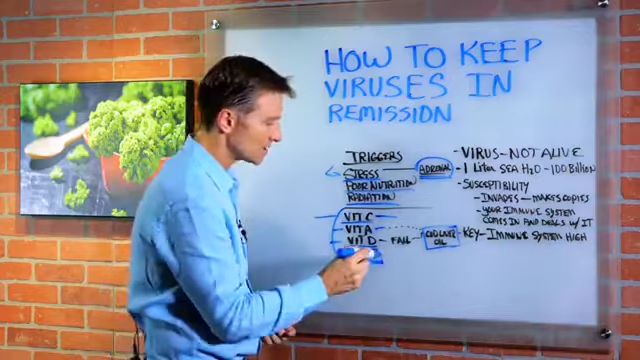 HOW TO KEEP
VIRUSES IN
REMISSION
TRIGGERS
STRESS
POOR NUTRITION
RADIATION
ADRENAL
VIT C
VIT A
VIT D - FAIL
COD LIVER
OIL
- VIRUS - NOT ALIVE
- 1 LITER SEA H2O - 100 BILLION
- SUSCEPTIBILITY
- INVADES - MAKES COPIES
- YOUR IMMUNE SYSTEM
COMES IN AND DEALS W/ IT
KEY - IMMUNE SYSTEM HIGH